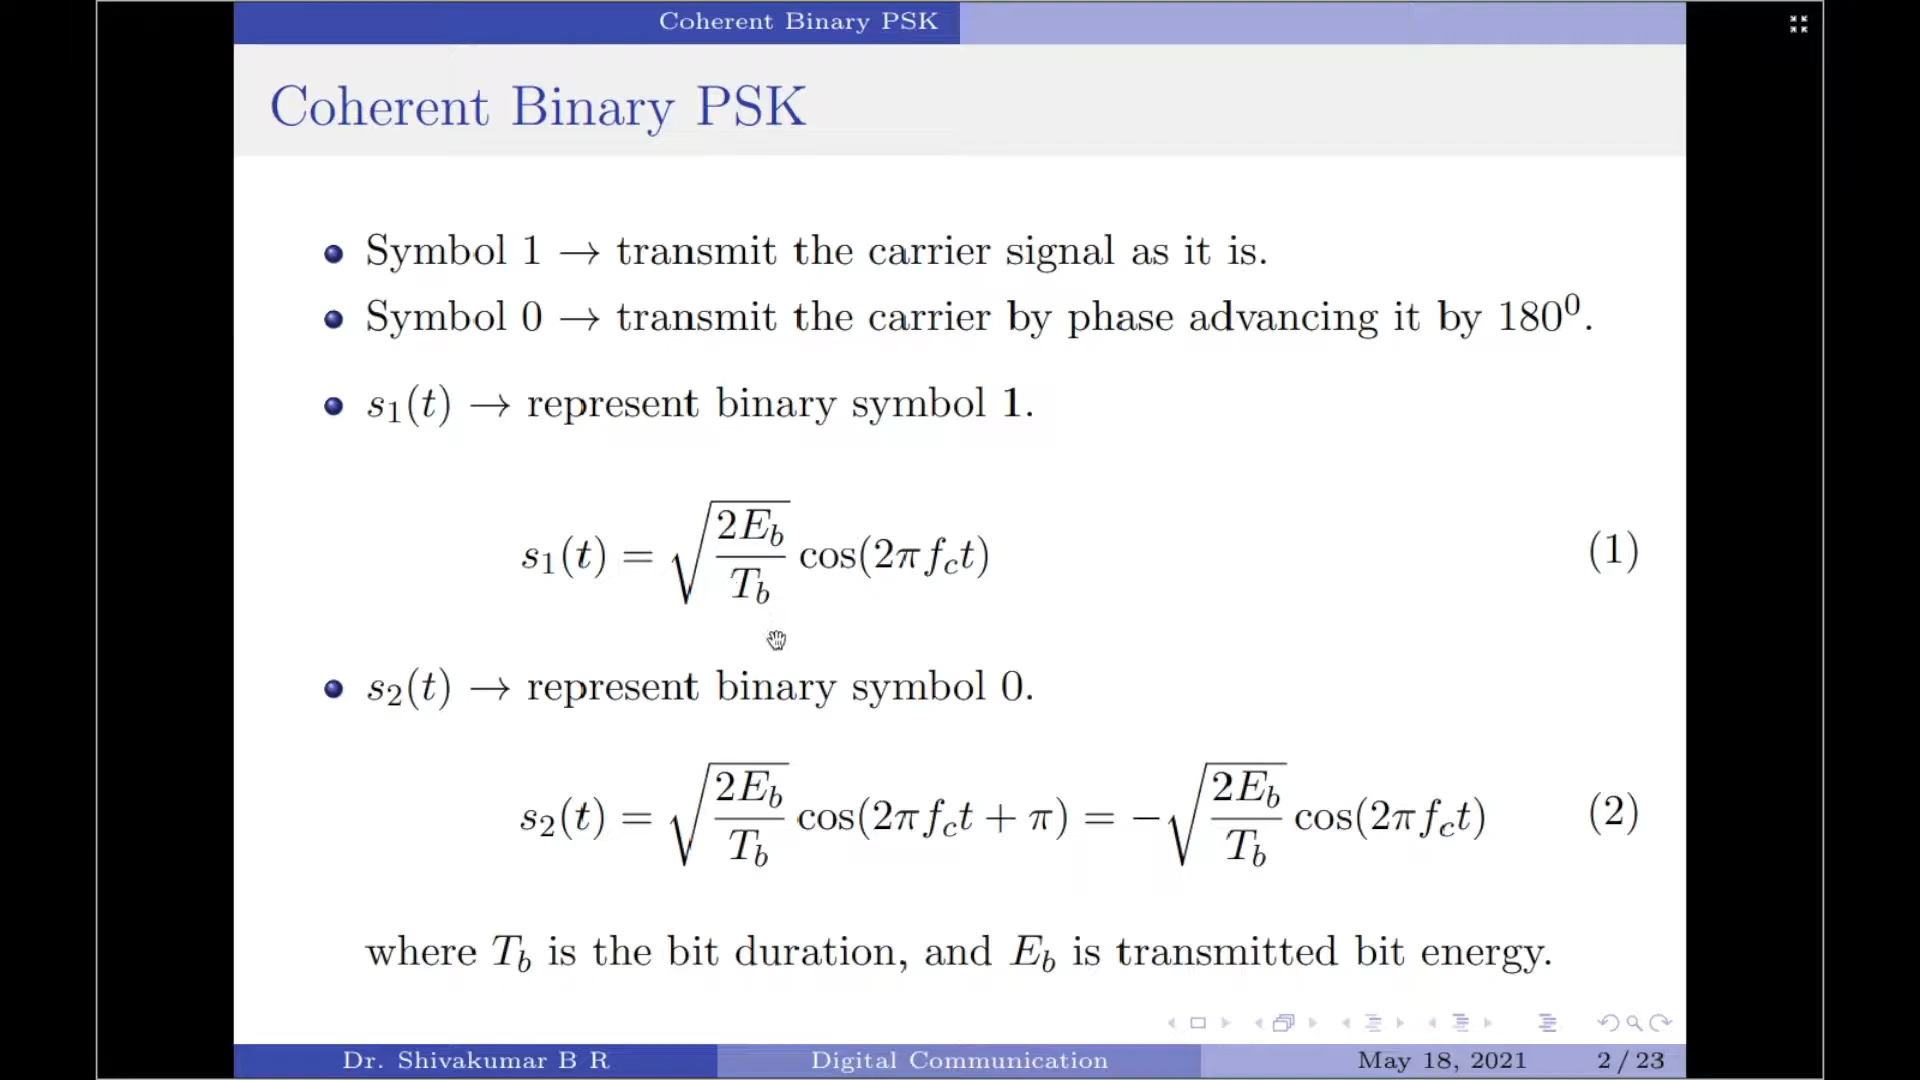 Coherent Binary PSK
Coherent Binary PSK
Symbol 1 → transmit the carrier signal as it is.
Symbol 0 → transmit the carrier by phase advancing it by 180⁰.
s₁(t) → represent binary symbol 1.
s₁(t) = √(2E_b/T_b) cos(2πf_ct) (1)
s₂(t) → represent binary symbol 0.
s₂(t) = √(2E_b/T_b) cos(2πf_ct + π) = −√(2E_b/T_b) cos(2πf_ct) (2)
where T_b is the bit duration, and E_b is transmitted bit energy.
Dr. Shivakumar B R Digital Communication May 18, 2021 2 / 23